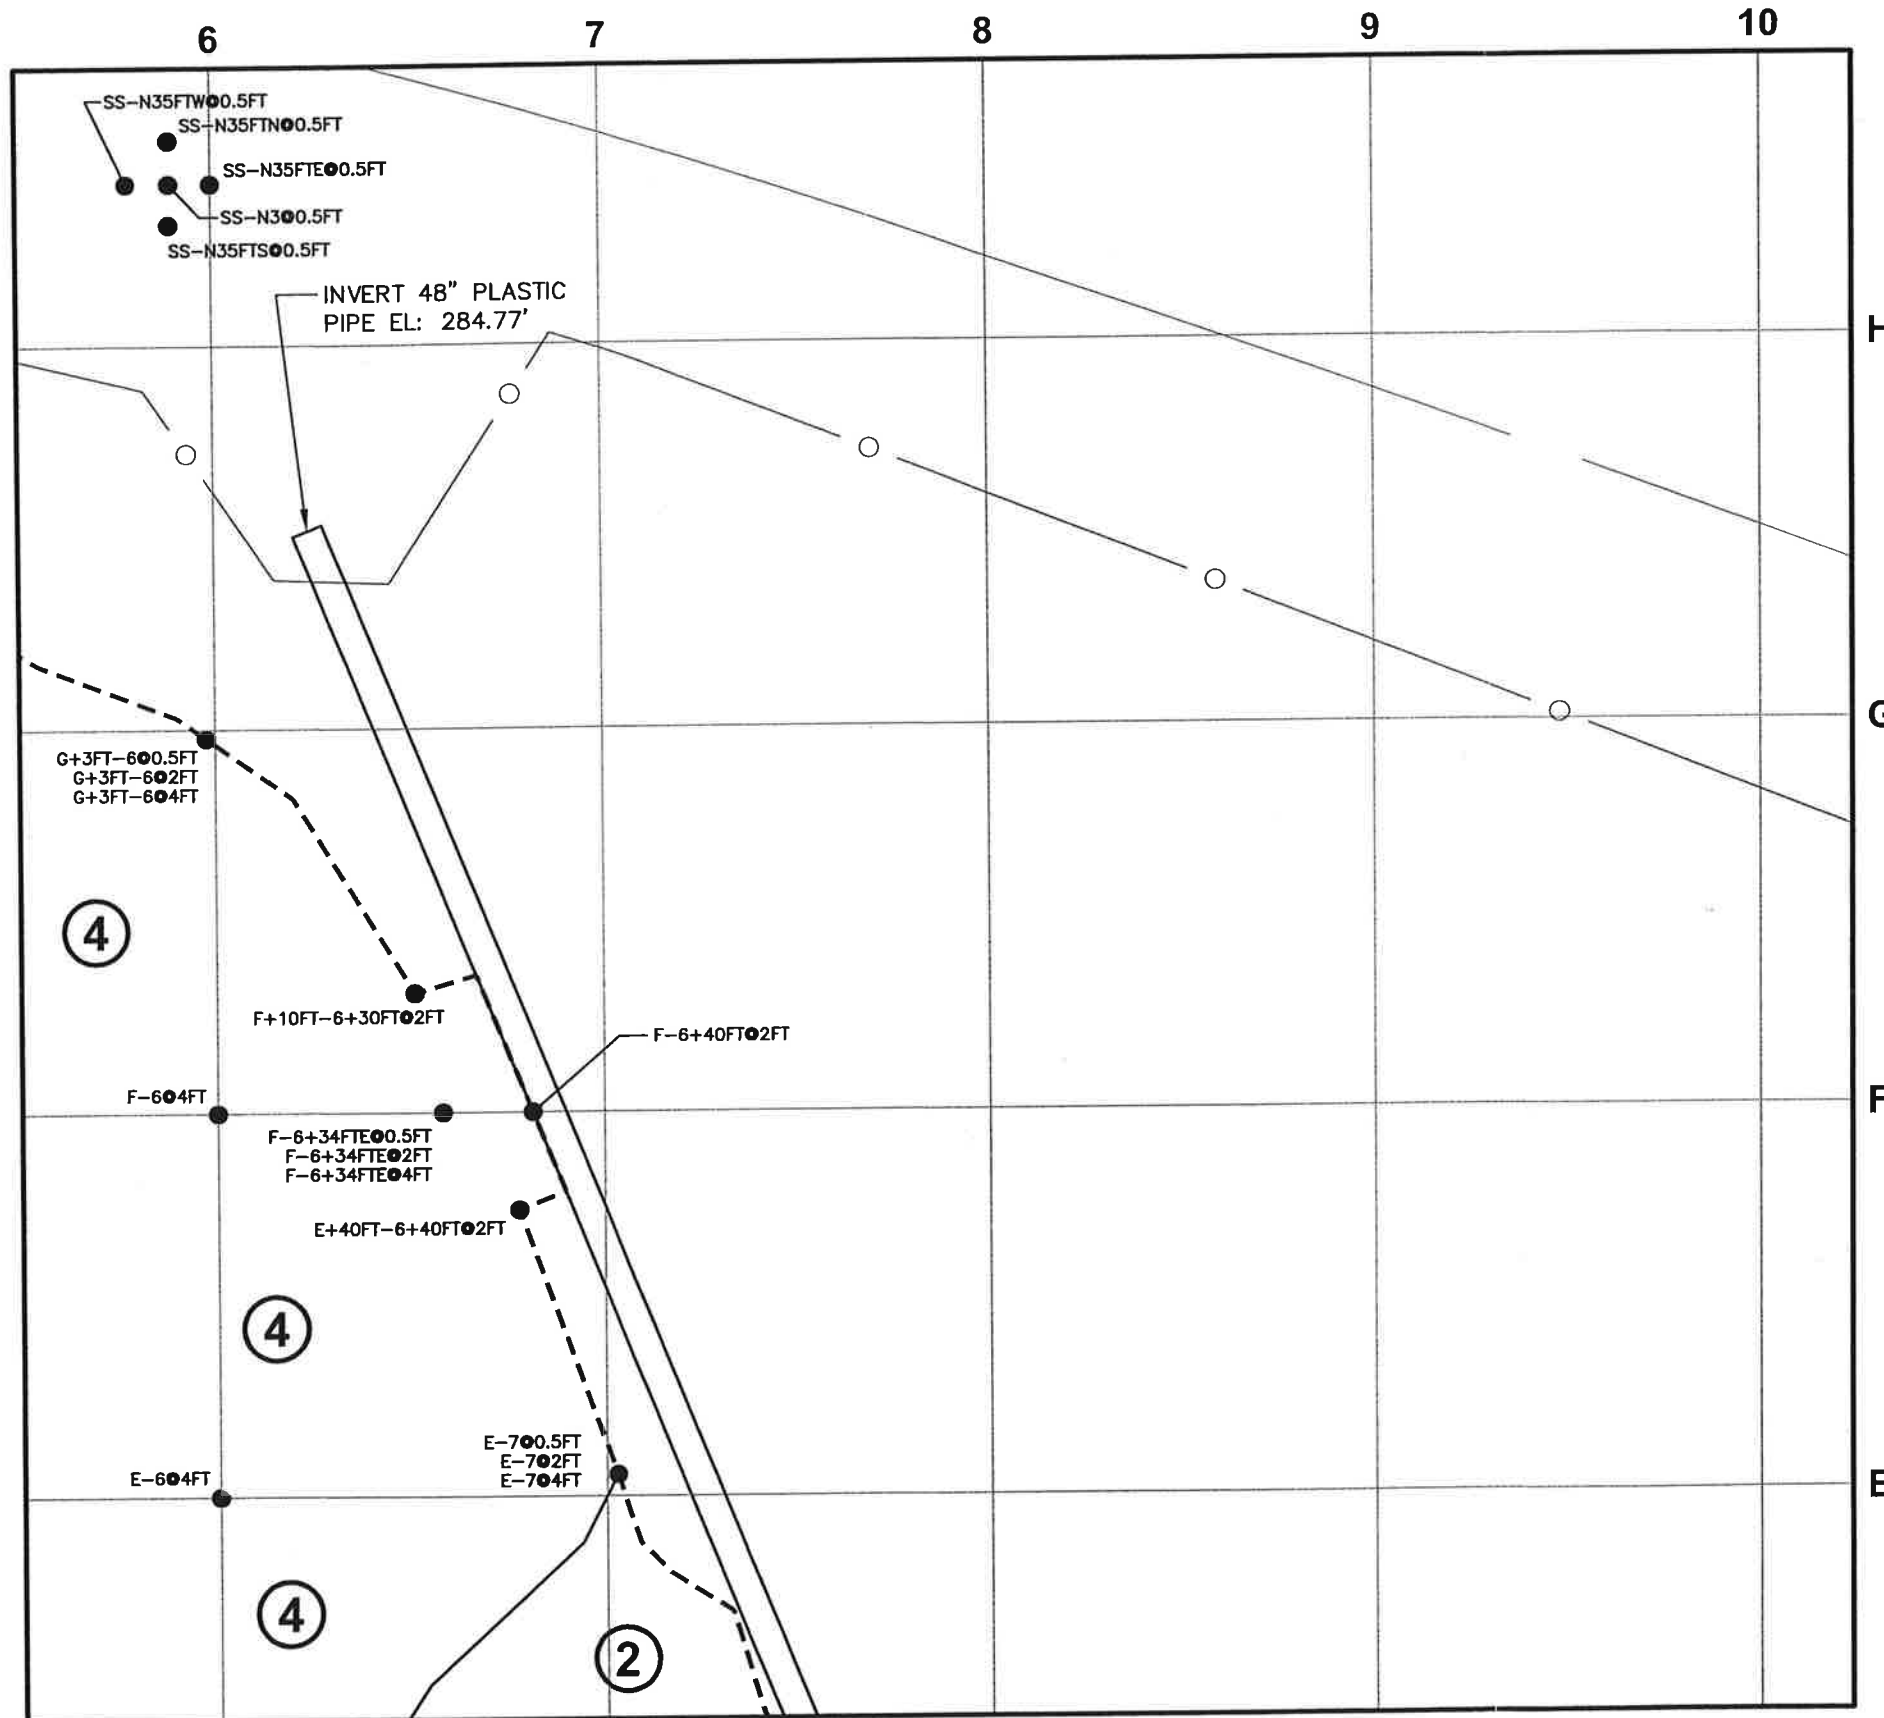 6 7 8 9 10
SS-N35FTW@0.5FT
SS-N35FTN@0.5FT
SS-N35FTE@0.5FT
SS-N3@0.5FT
SS-N35FTS@0.5FT
INVERT 48" PLASTIC
PIPE EL: 284.77'
H
G
G+3FT-6@0.5FT
G+3FT-6@2FT
G+3FT-6@4FT
4
F+10FT-6+30FT@2FT
F-6+40FT@2FT
F-6@4FT
F
F-6+34FTE@0.5FT
F-6+34FTE@2FT
F-6+34FTE@4FT
E+40FT-6+40FT@2FT
4
E-7@0.5FT
E-7@2FT
E-7@4FT
E-6@4FT
E
4
2